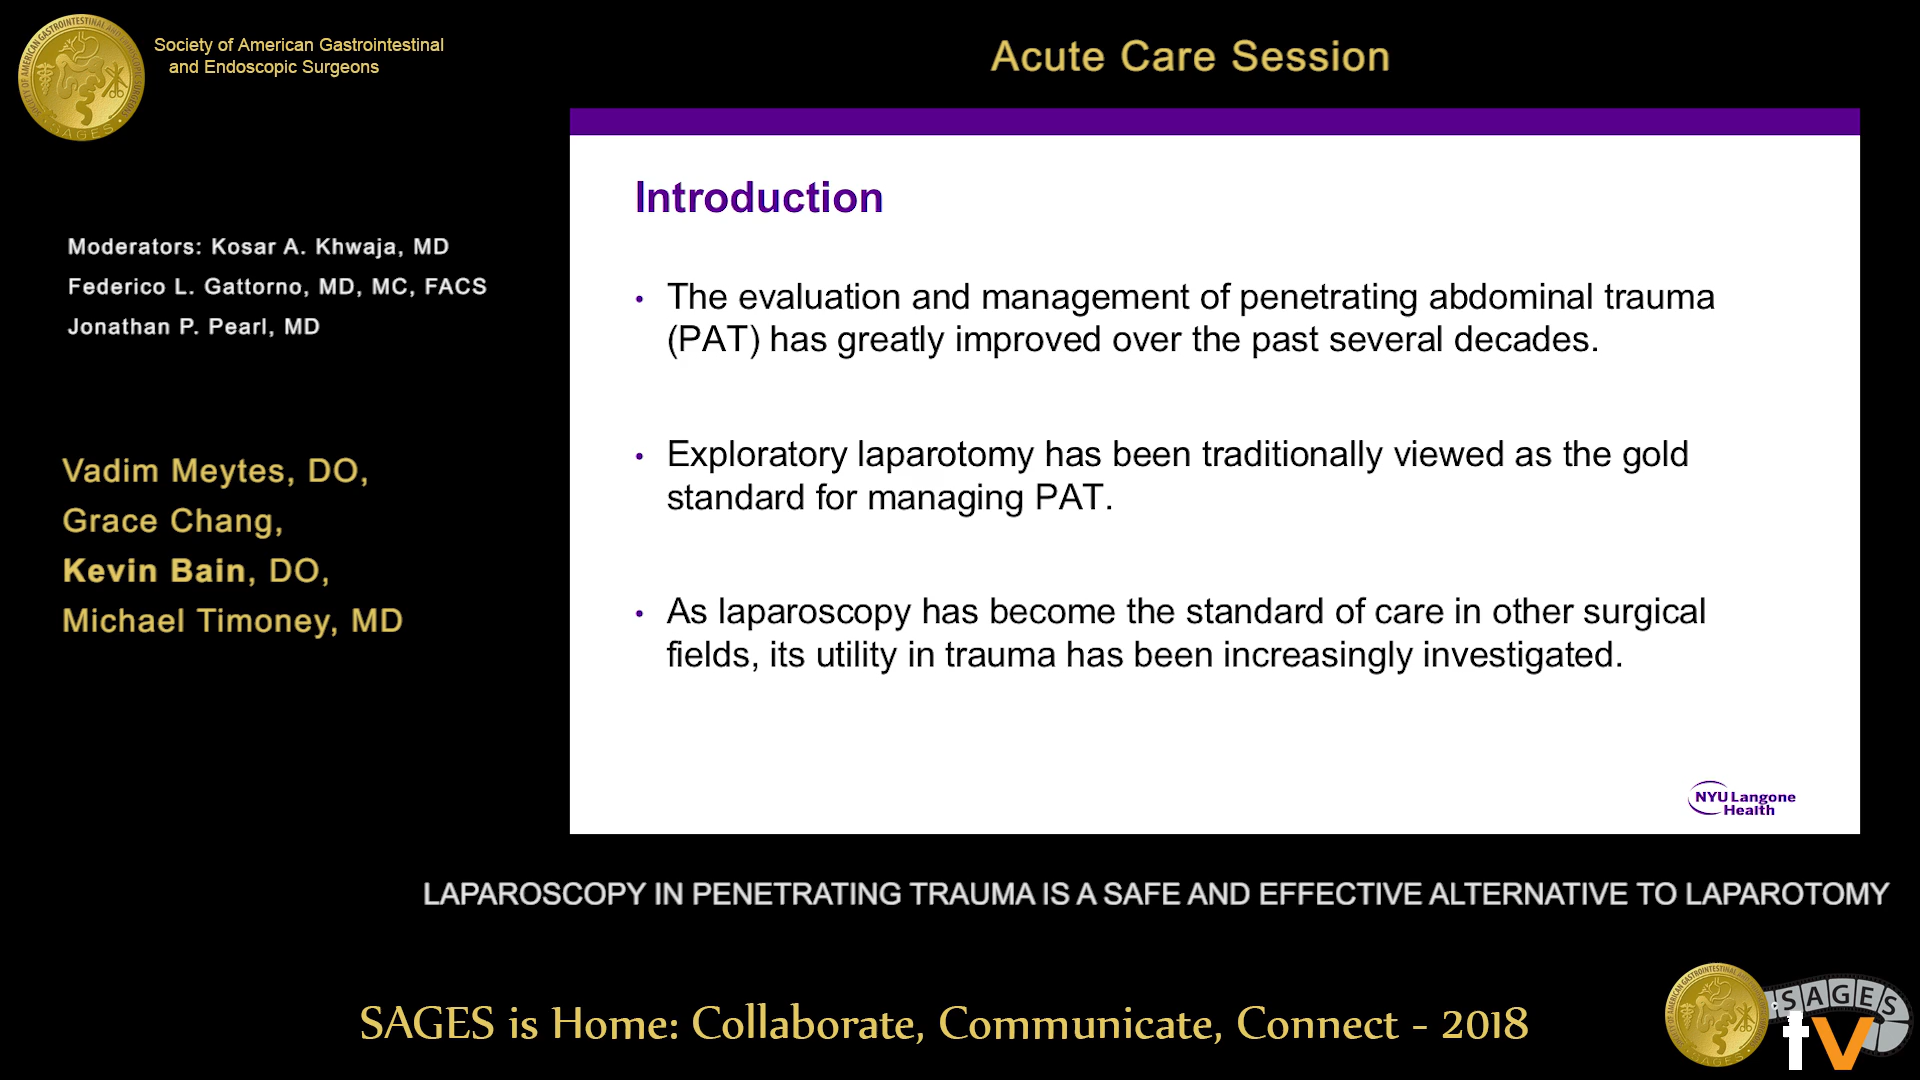 Society of American Gastrointestinal
and Endoscopic Surgeons
Acute Care Session
Moderators: Kosar A. Khwaja, MD
Federico L. Gattorno, MD, MC, FACS
Jonathan P. Pearl, MD
Vadim Meytes, DO,
Grace Chang,
Kevin Bain, DO,
Michael Timoney, MD
Introduction
• The evaluation and management of penetrating abdominal trauma
(PAT) has greatly improved over the past several decades.
• Exploratory laparotomy has been traditionally viewed as the gold
standard for managing PAT.
• As laparoscopy has become the standard of care in other surgical
fields, its utility in trauma has been increasingly investigated.
NYU Langone
Health
LAPAROSCOPY IN PENETRATING TRAUMA IS A SAFE AND EFFECTIVE ALTERNATIVE TO LAPAROTOMY
SAGES is Home: Collaborate, Communicate, Connect - 2018
SAGES
tv